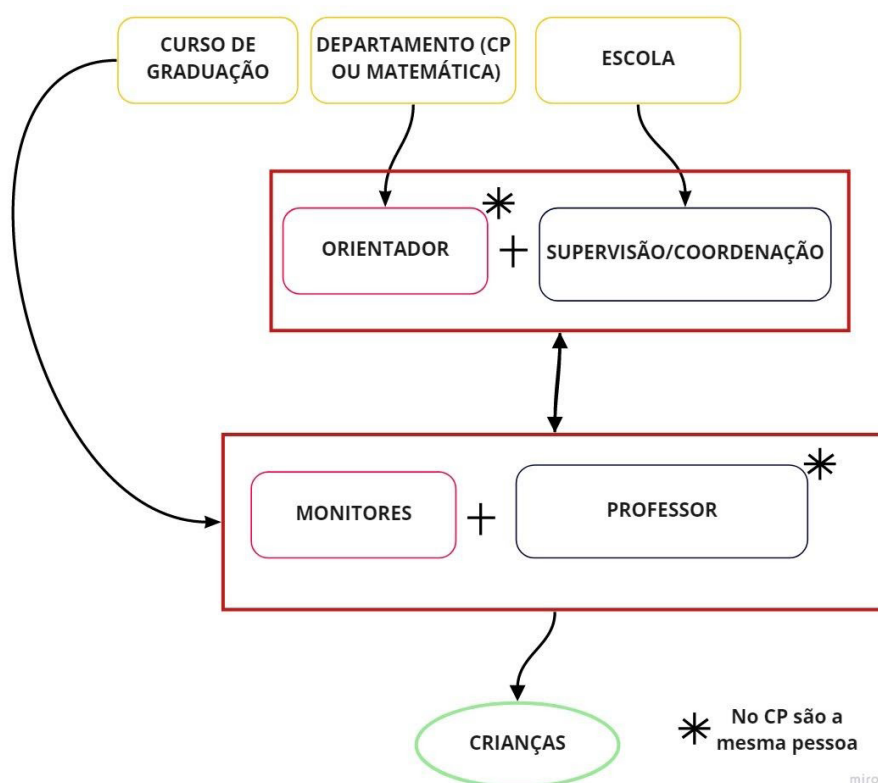 CURSO DE
GRADUAÇÃO
DEPARTAMENTO (CP
OU MATEMÁTICA)
ESCOLA
ORIENTADOR
SUPERVISÃO/COORDENAÇÃO
MONITORES
PROFESSOR
CRIANÇAS
No CP são a
mesma pessoa
miro